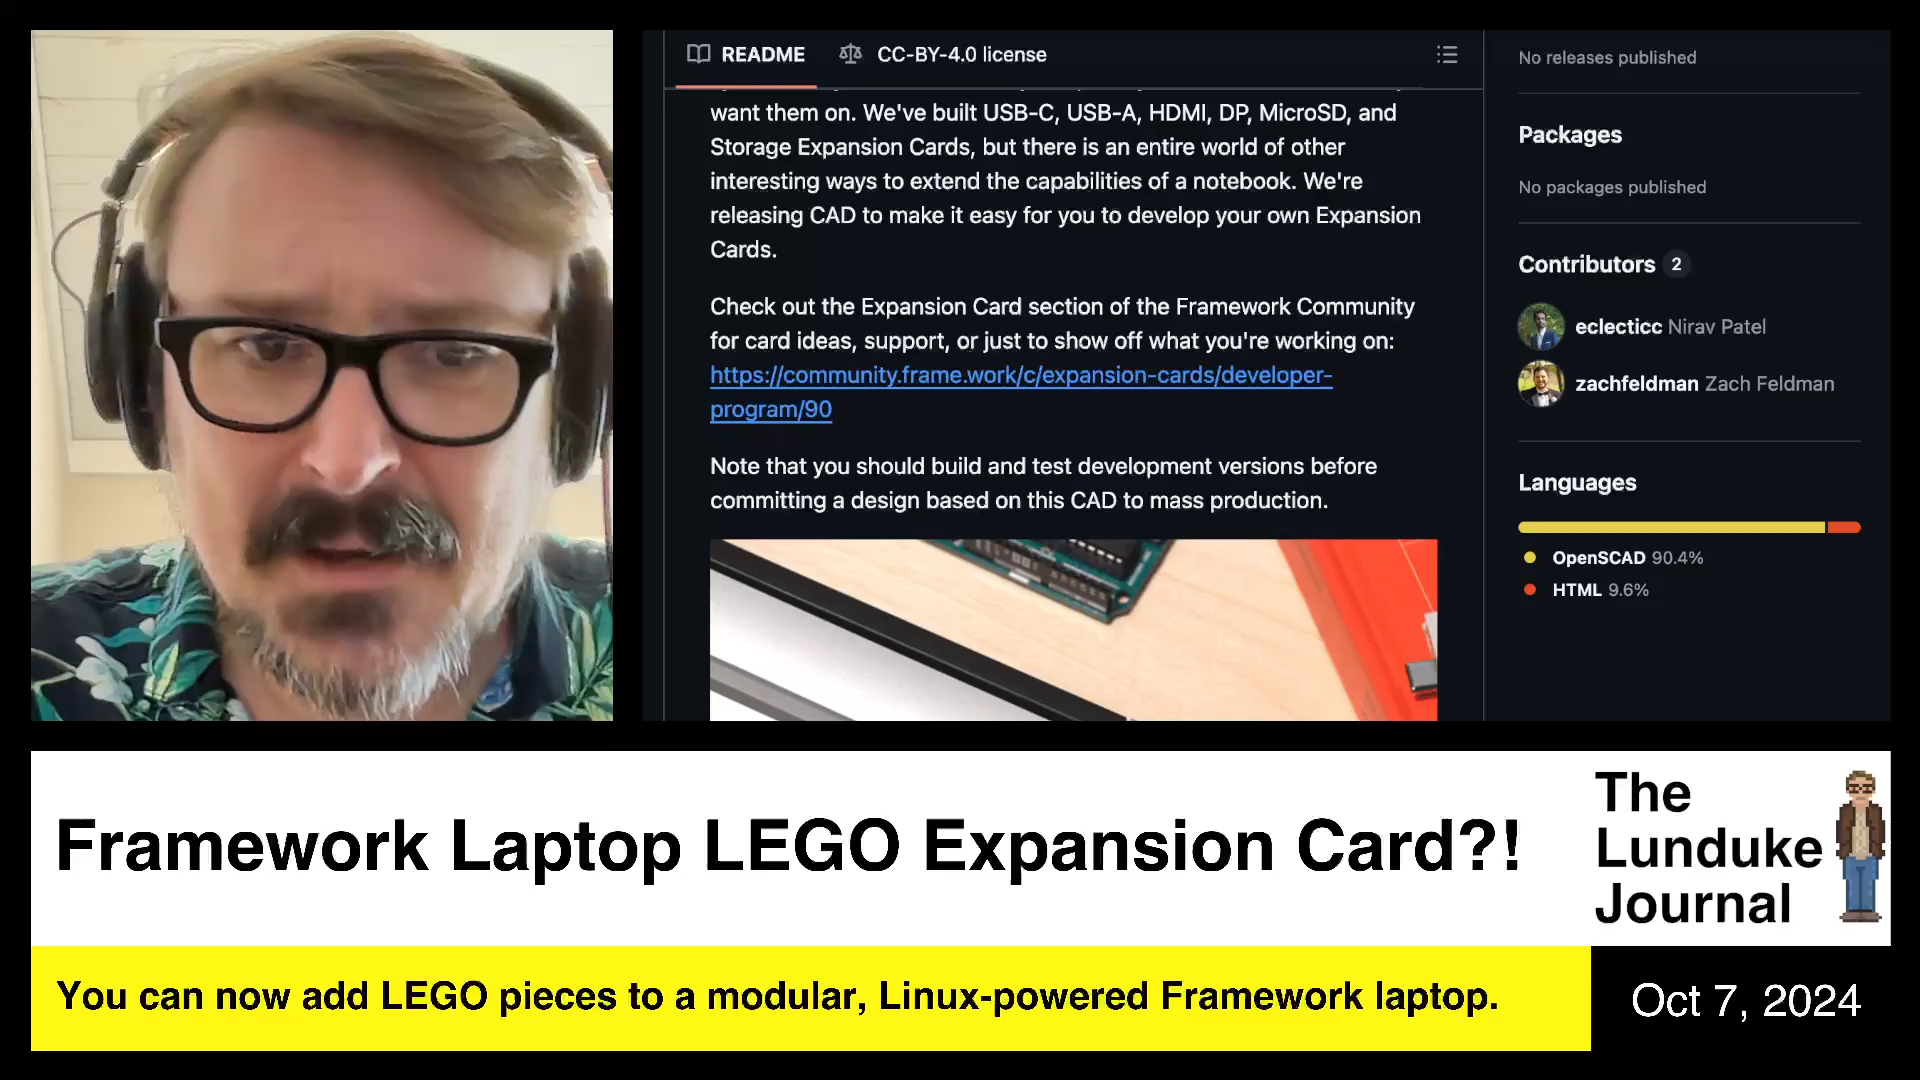 README
CC-BY-4.0 license
want them on. We've built USB-C, USB-A, HDMI, DP, MicroSD, and
Storage Expansion Cards, but there is an entire world of other
interesting ways to extend the capabilities of a notebook. We're
releasing CAD to make it easy for you to develop your own Expansion
Cards.
Check out the Expansion Card section of the Framework Community
for card ideas, support, or just to show off what you're working on:
https://community.frame.work/c/expansion-cards/developer-
program/90
Note that you should build and test development versions before
committing a design based on this CAD to mass production.
No releases published
Packages
No packages published
Contributors 2
eclecticc Nirav Patel
zachfeldman Zach Feldman
Languages
OpenSCAD 90.4%
HTML 9.6%
Framework Laptop LEGO Expansion Card?!
The
Lunduke
Journal
You can now add LEGO pieces to a modular, Linux-powered Framework laptop.
Oct 7, 2024